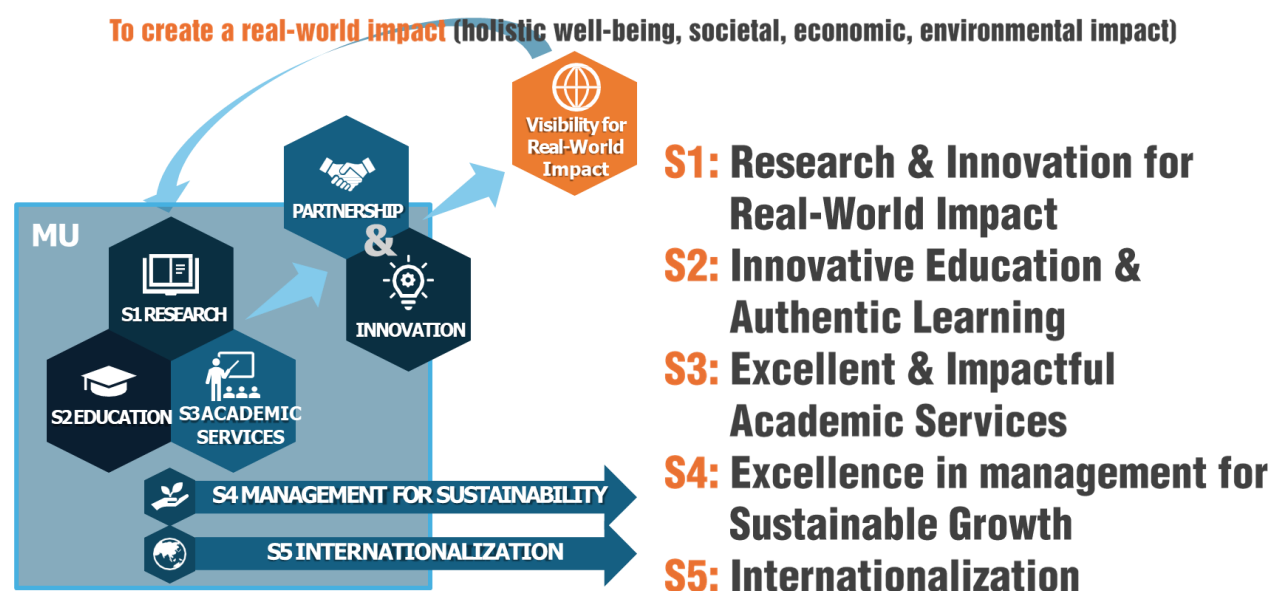 To create a real-world impact (holistic well-being, societal, economic, environmental impact)
Visibility for
Real-World
Impact
PARTNERSHIP
&
INNOVATION
MU
S1 RESEARCH
S2 EDUCATION
S3 ACADEMIC
SERVICES
S4 MANAGEMENT FOR SUSTAINABILITY
S5 INTERNATIONALIZATION
S1: Research & Innovation for
Real-World Impact
S2: Innovative Education &
Authentic Learning
S3: Excellent & Impactful
Academic Services
S4: Excellence in management for
Sustainable Growth
S5: Internationalization